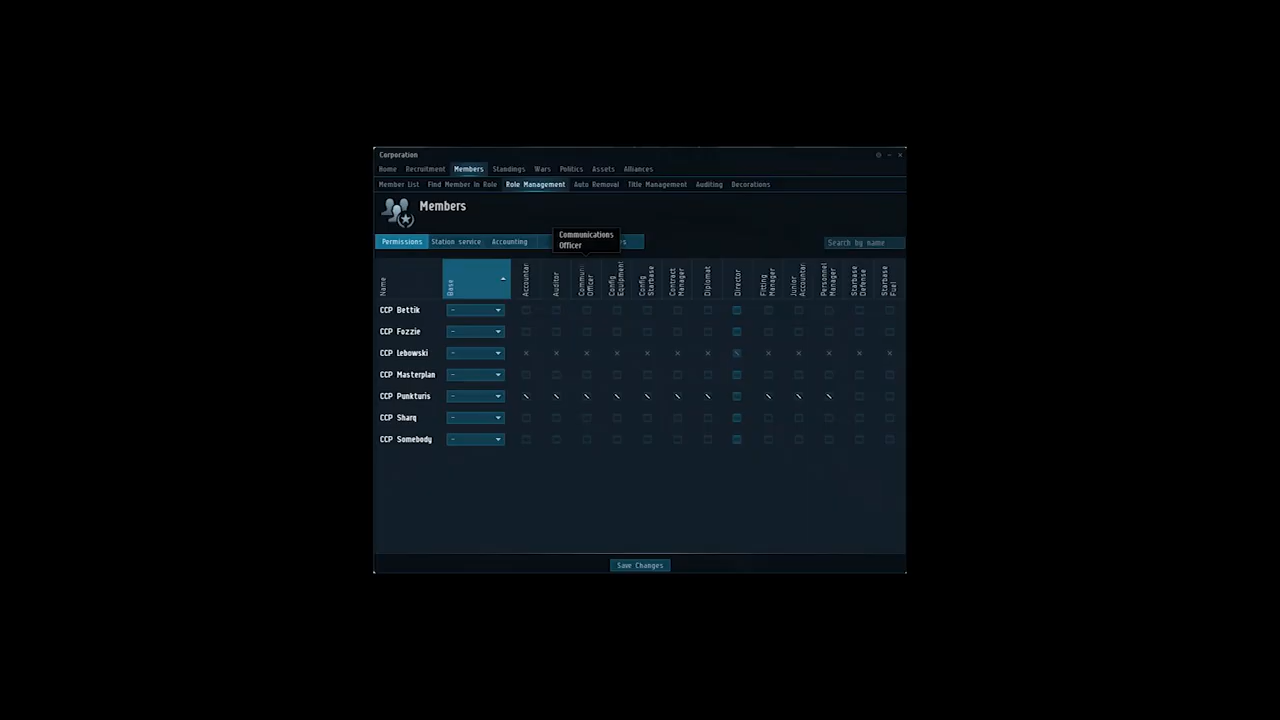 Corporation
Home Recruitment Members Standings Wars Politics Assets Alliances
Member List Find Member In Role Role Management Auto Removal Title Management Auditing Decorations
Members
Communications
Officer
Permissions Station service Accounting
Search by name
Name Base Auditor Officer Config Equipment Config Starbase Contract Manager Diplomat Director Fitting Manager Junior Personnel Manager Starbase Defense Starbase Fuel
CCP Bettik -
CCP Fozzie -
CCP Lebowski -
CCP Masterplan -
CCP Punkturis -
CCP Sharq -
CCP Somebody -
Save Changes